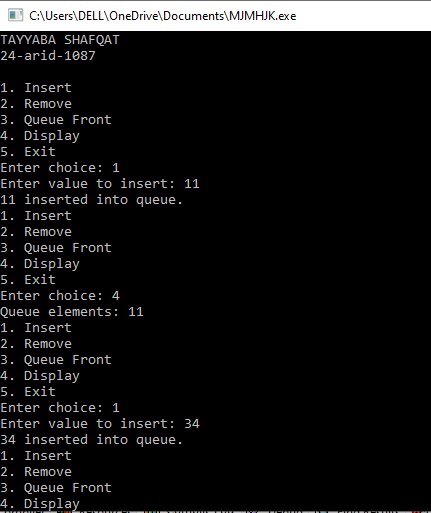 C:\Users\DELL\OneDrive\Documents\MJMHJK.exe
TAYYABA SHAFQAT
24-arid-1087
1. Insert
2. Remove
3. Queue Front
4. Display
5. Exit
Enter choice: 1
Enter value to insert: 11
11 inserted into queue.
1. Insert
2. Remove
3. Queue Front
4. Display
5. Exit
Enter choice: 4
Queue elements: 11
1. Insert
2. Remove
3. Queue Front
4. Display
5. Exit
Enter choice: 1
Enter value to insert: 34
34 inserted into queue.
1. Insert
2. Remove
3. Queue Front
4. Display